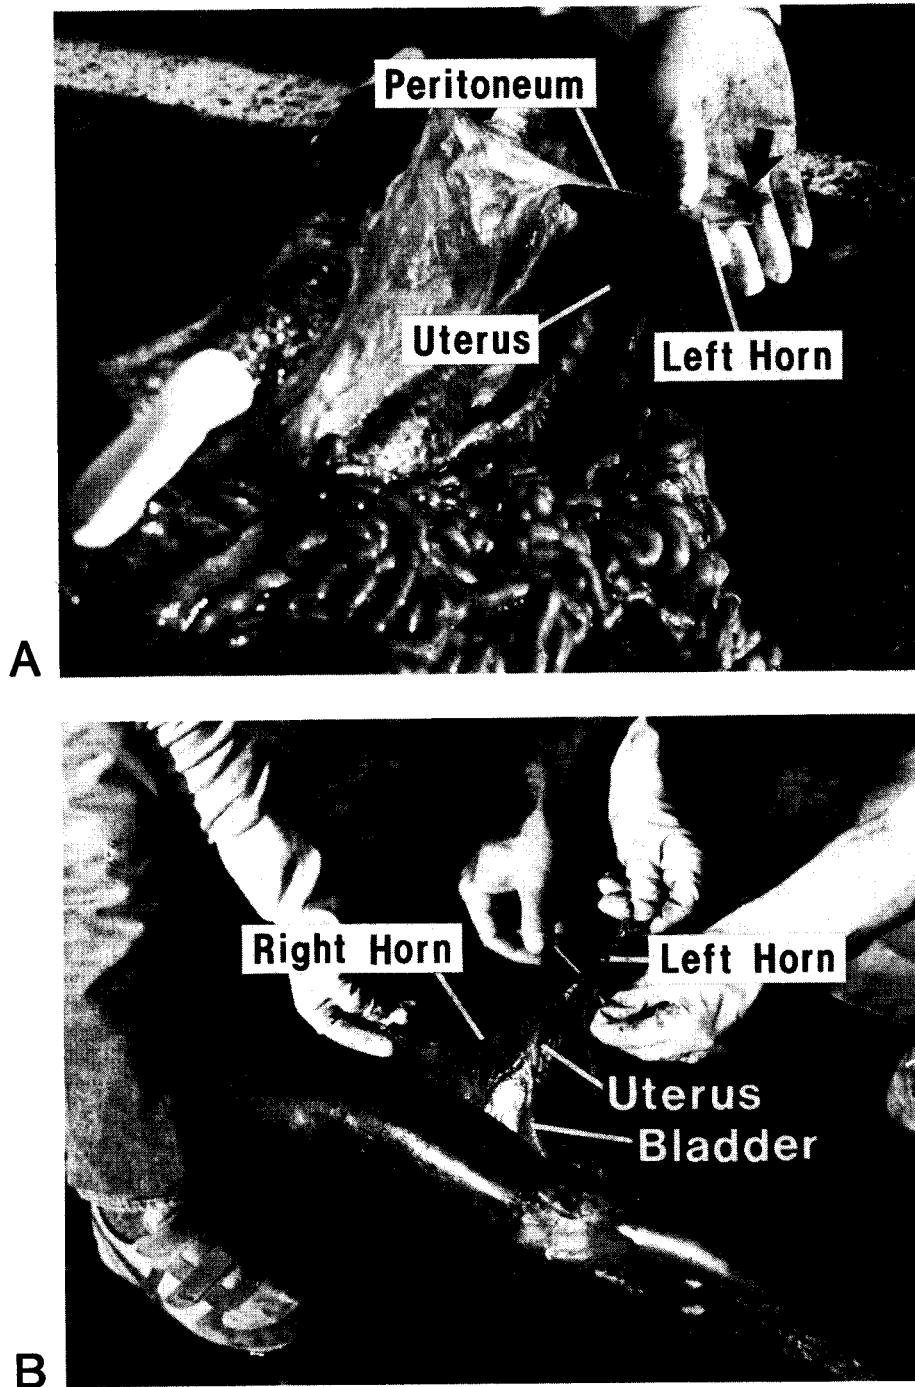 Peritoneum
Uterus
Left Horn
A
Right Horn
Left Horn
Uterus
Bladder
B